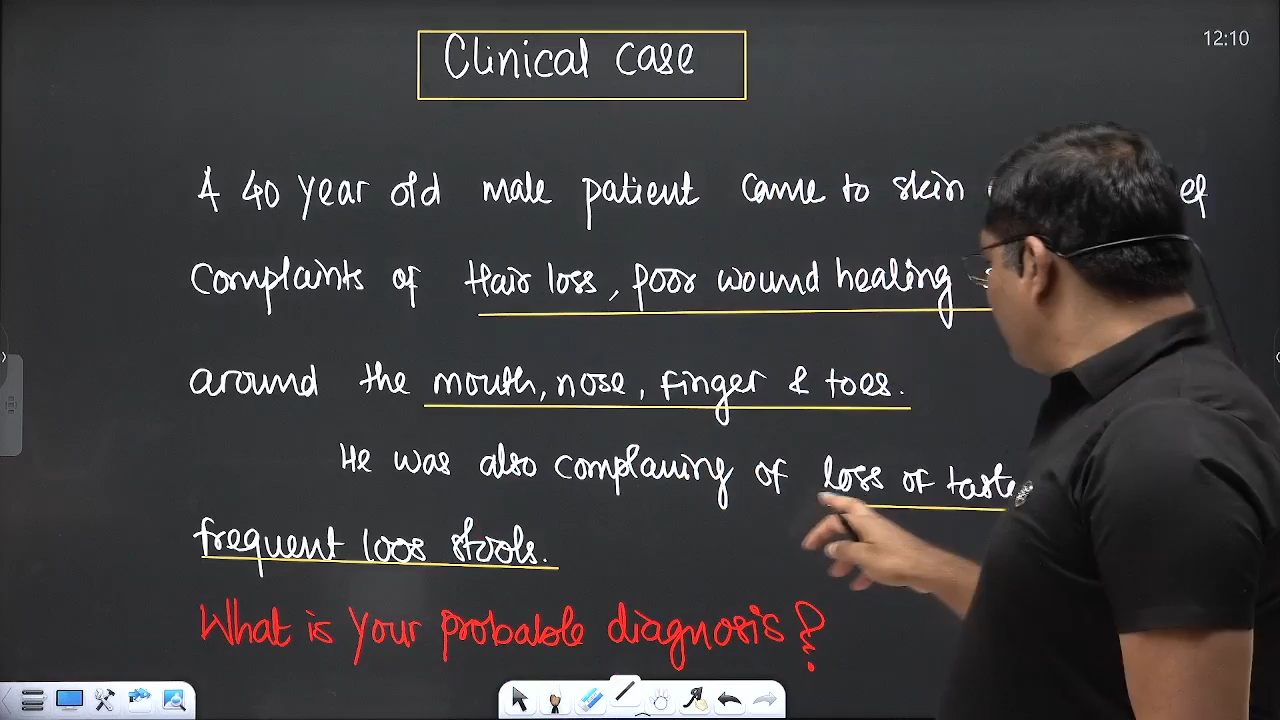 12:10
Clinical case
A 40 year old male patient came to skin
complaints of Hair loss, poor wound healing
around the mouth, nose, finger & toes.
He was also complaning of loss of taste
frequent loos stools.
What is your probable diagnosis?